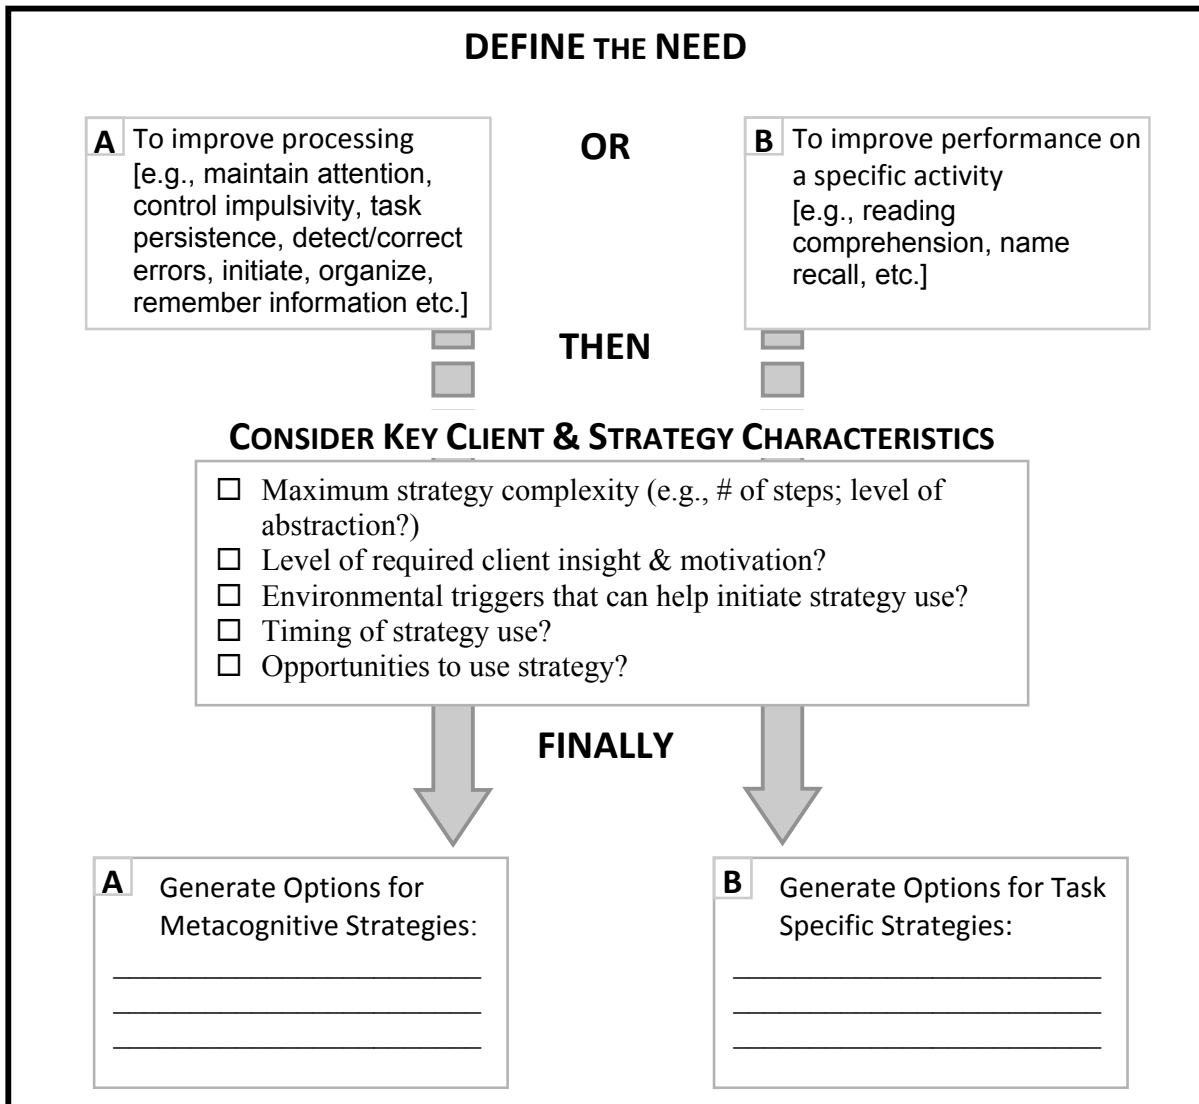 DEFINE THE NEED
A To improve processing
[e.g., maintain attention,
control impulsivity, task
persistence, detect/correct
errors, initiate, organize,
remember information etc.]
OR
B To improve performance on
a specific activity
[e.g., reading
comprehension, name
recall, etc.]
THEN
CONSIDER KEY CLIENT & STRATEGY CHARACTERISTICS
☐ Maximum strategy complexity (e.g., # of steps; level of
abstraction?)
☐ Level of required client insight & motivation?
☐ Environmental triggers that can help initiate strategy use?
☐ Timing of strategy use?
☐ Opportunities to use strategy?
FINALLY
A Generate Options for
Metacognitive Strategies:
B Generate Options for Task
Specific Strategies: